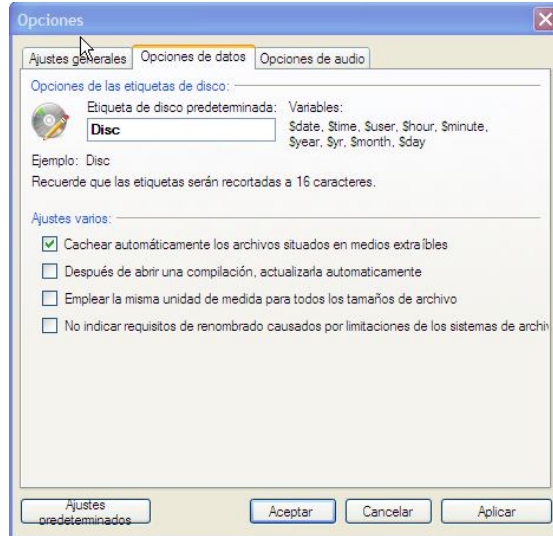 Opciones
Ajustes generales Opciones de datos Opciones de audio
Opciones de las etiquetas de disco:
Etiqueta de disco predeterminada: Variables:
Disc $date, $time, $user, $hour, $minute,
$year, $yr, $month, $day
Ejemplo: Disc
Recuerde que las etiquetas serán recortadas a 16 caracteres.
Ajustes varios:
Cachear automáticamente los archivos situados en medios extraíbles
Después de abrir una compilación, actualizarla automaticamente
Emplear la misma unidad de medida para todos los tamaños de archivo
No indicar requisitos de renombrado causados por limitaciones de los sistemas de archiv
Ajustes
predeterminados Aceptar Cancelar Aplicar